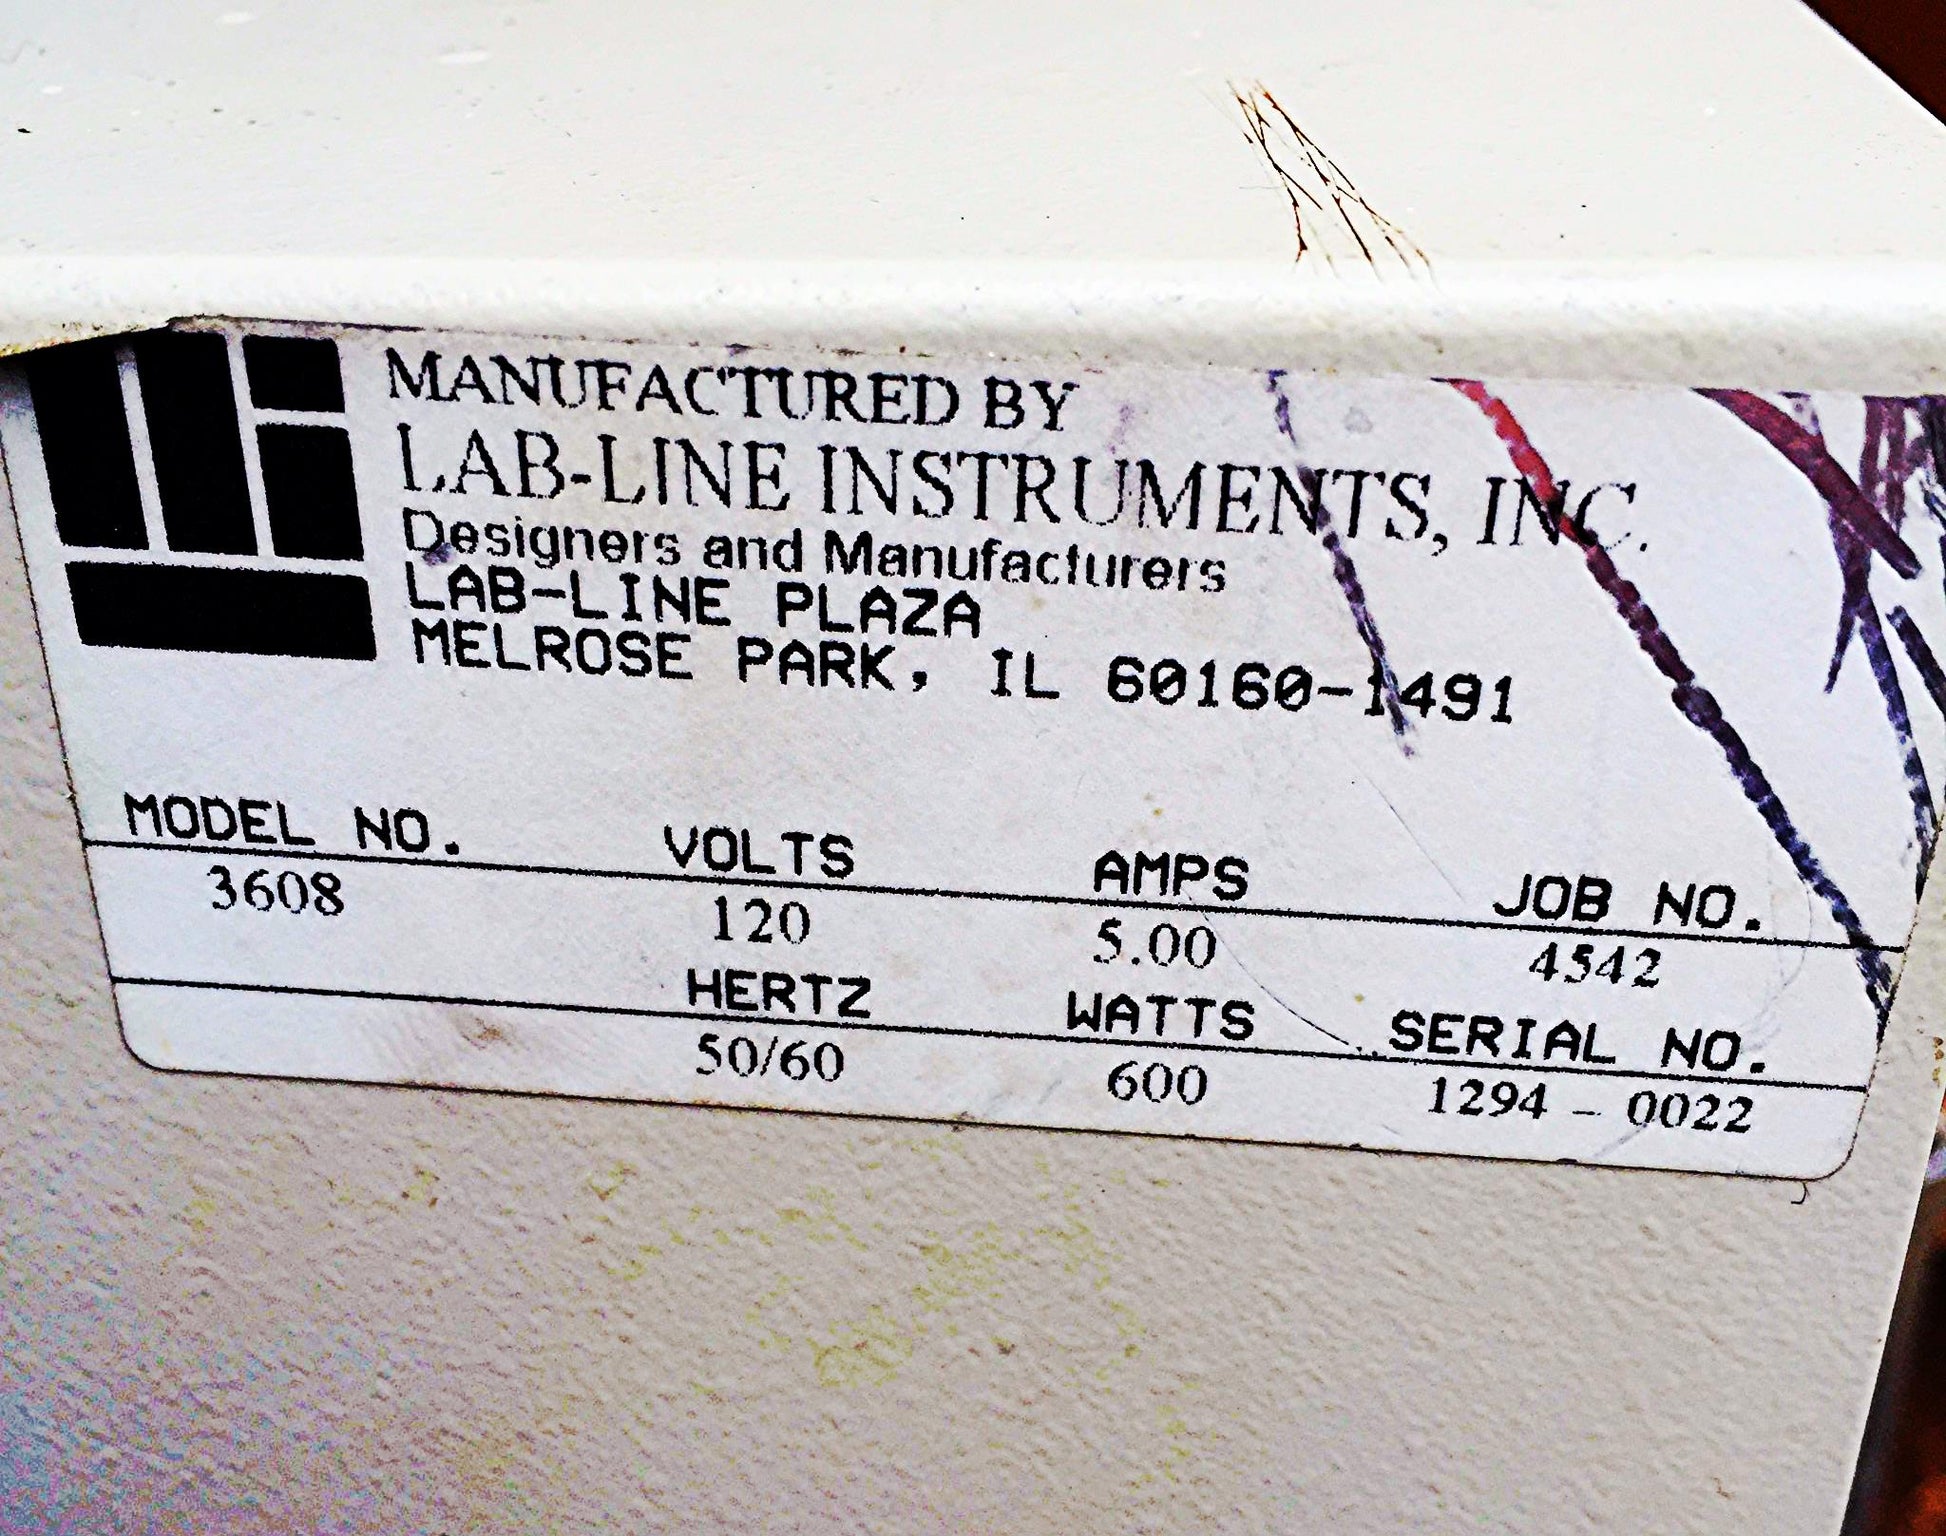 MANUFACTURED BY
LAB-LINE INSTRUMENTS, INC.
Designers and Manufacturers
LAB-LINE PLAZA
MELROSE PARK, IL 60160-1491
MODEL NO. VOLTS AMPS JOB NO.
3608 120 5.00 4542
HERTZ WATTS SERIAL NO.
50/60 600 1294 - 0022